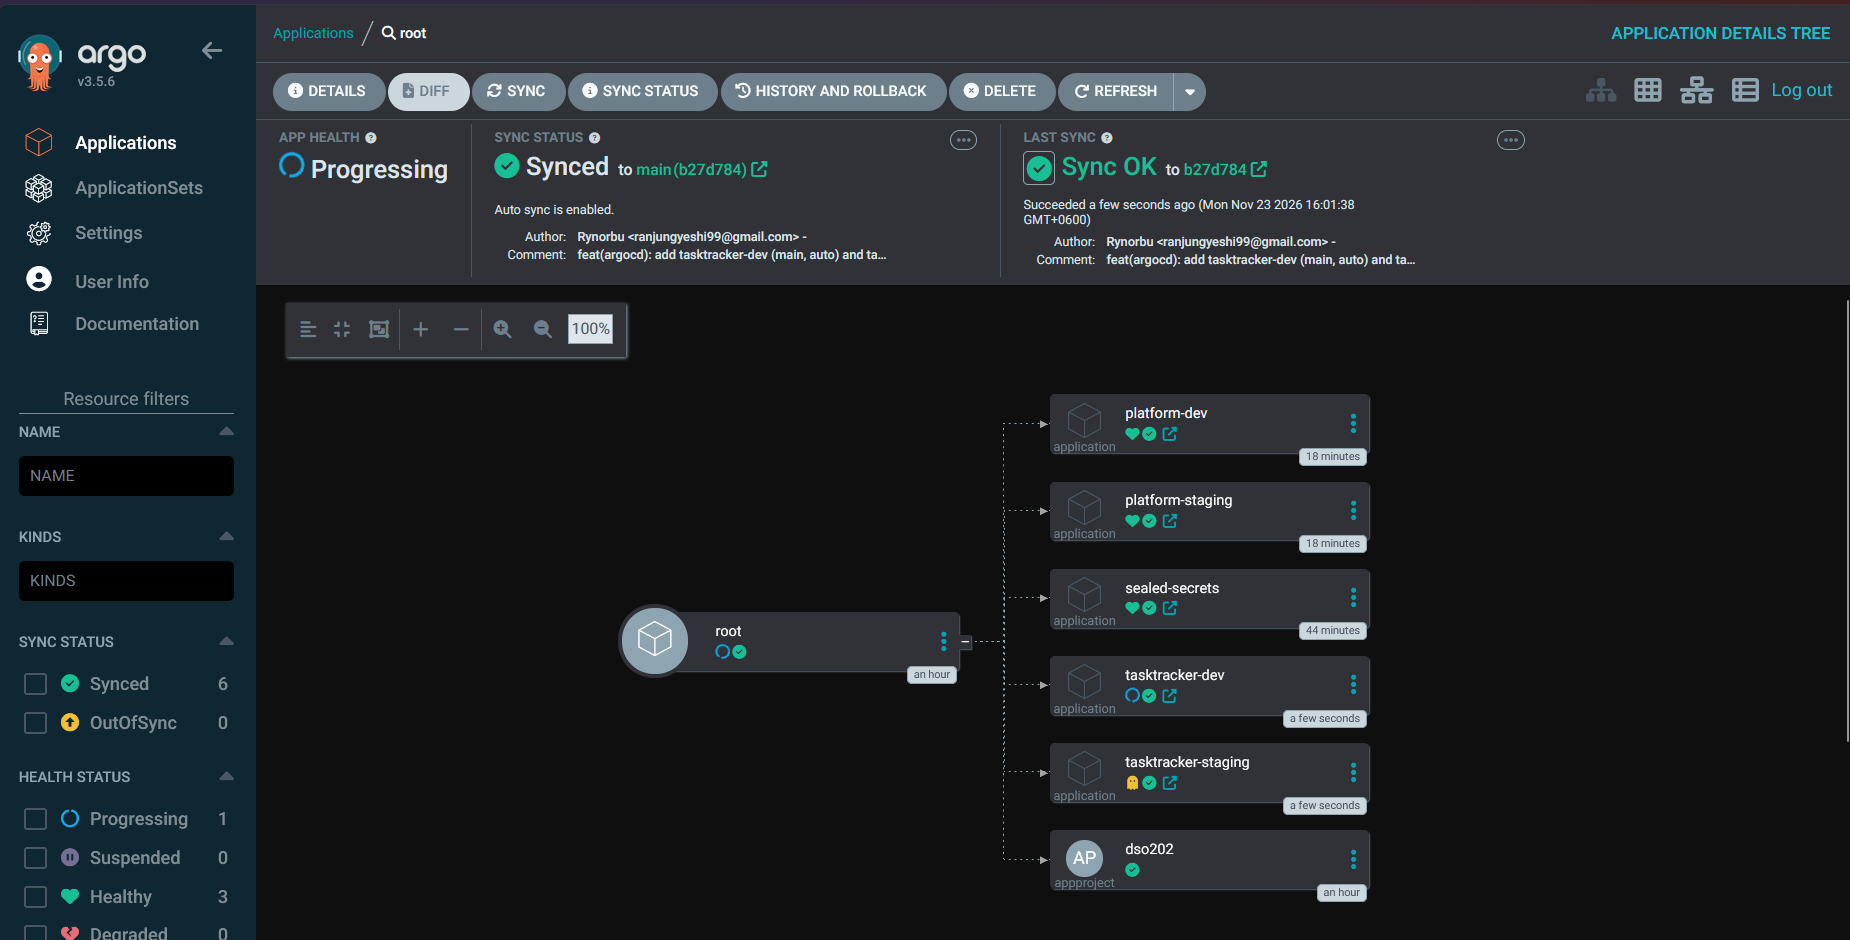 argo
v3.5.6
Applications
ApplicationSets
Settings
User Info
Documentation
Resource filters
NAME
NAME
KINDS
KINDS
SYNC STATUS
Synced 6
OutOfSync 0
HEALTH STATUS
Progressing 1
Suspended 0
Healthy 3
Degraded 0
Applications / root
APPLICATION DETAILS TREE
DETAILS DIFF SYNC SYNC STATUS HISTORY AND ROLLBACK DELETE REFRESH
Log out
APP HEALTH
Progressing
SYNC STATUS
Synced to main (b27d784)
Auto sync is enabled.
Author: Rynorbu <ranjungyeshi99@gmail.com> -
Comment: feat(argocd): add tasktracker-dev (main, auto) and ta...
LAST SYNC
Sync OK to b27d784
Succeeded a few seconds ago (Mon Nov 23 2026 16:01:38
GMT+0600)
Author: Rynorbu <ranjungyeshi99@gmail.com> -
Comment: feat(argocd): add tasktracker-dev (main, auto) and ta...
100%
root
an hour
platform-dev
application
18 minutes
platform-staging
application
18 minutes
sealed-secrets
application
44 minutes
tasktracker-dev
application
a few seconds
tasktracker-staging
application
a few seconds
AP
dso202
appproject
an hour